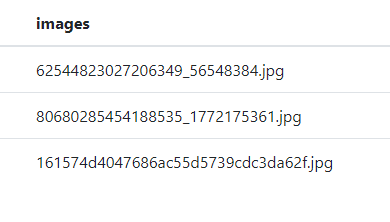 images
62544823027206349_56548384.jpg
80680285454188535_1772175361.jpg
161574d4047686ac55d5739cdc3da62f.jpg